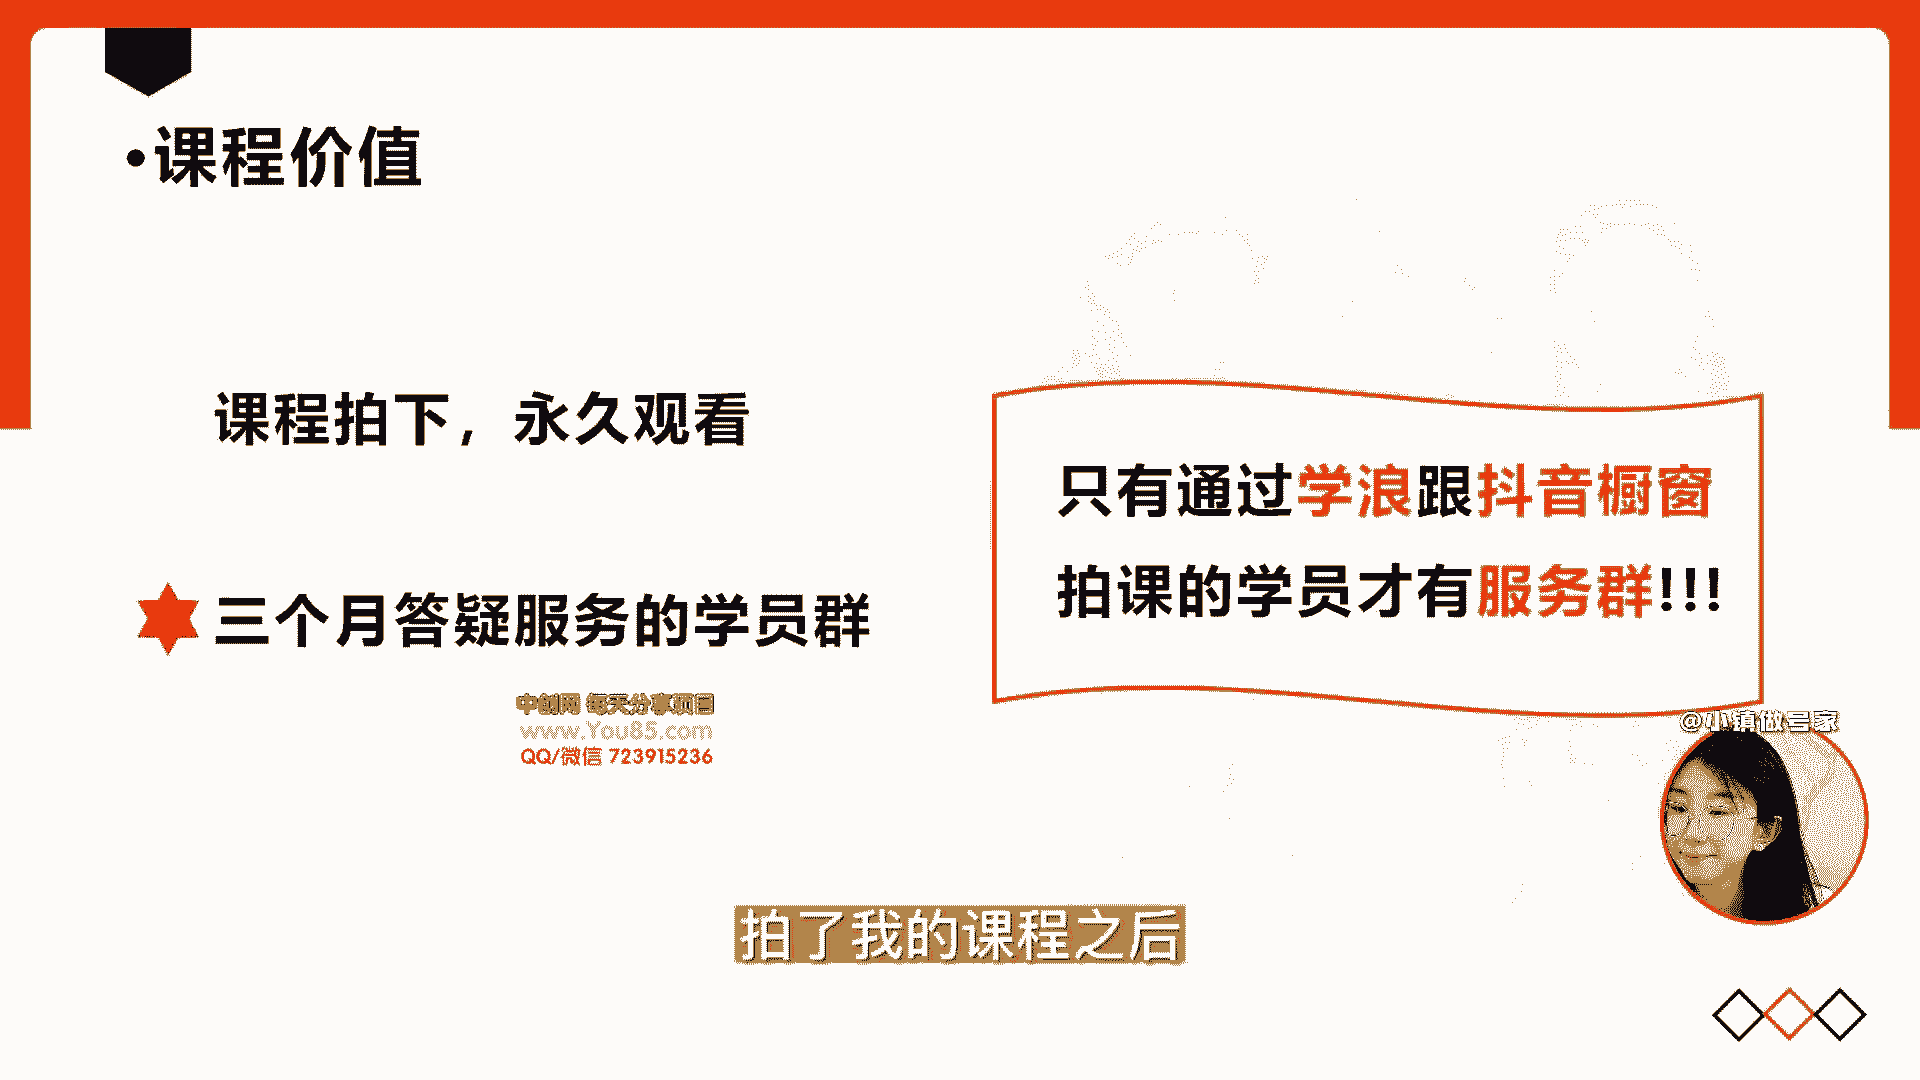 •课程价值
课程拍下，永久观看
三个月答疑服务的学员群
只有通过学浪跟抖音橱窗
拍课的学员才有服务群!!!
中创网 每天分享项目
www.You85.com
QQ/微信 723915236
@小镇做号家
拍了我的课程之后